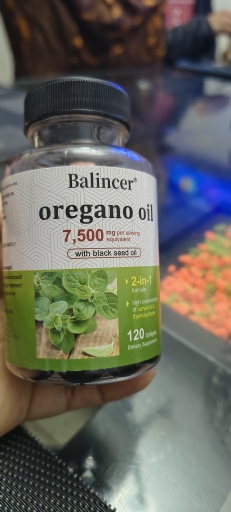 Balincer®
oregano oil
7,500 mg per serving
equivalent
with black seed oil
2-in-1
formula
high concentration
of carvacrol &
thymoquinone
120 Softgels
Dietary Supplement